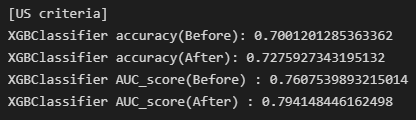 [US criteria]
XGBClassifier accuracy(Before): 0.7001201285363362
XGBClassifier accuracy(After): 0.7275927343195132
XGBClassifier AUC_score(Before) : 0.7607539893215014
XGBClassifier AUC_score(After) : 0.794148446162498